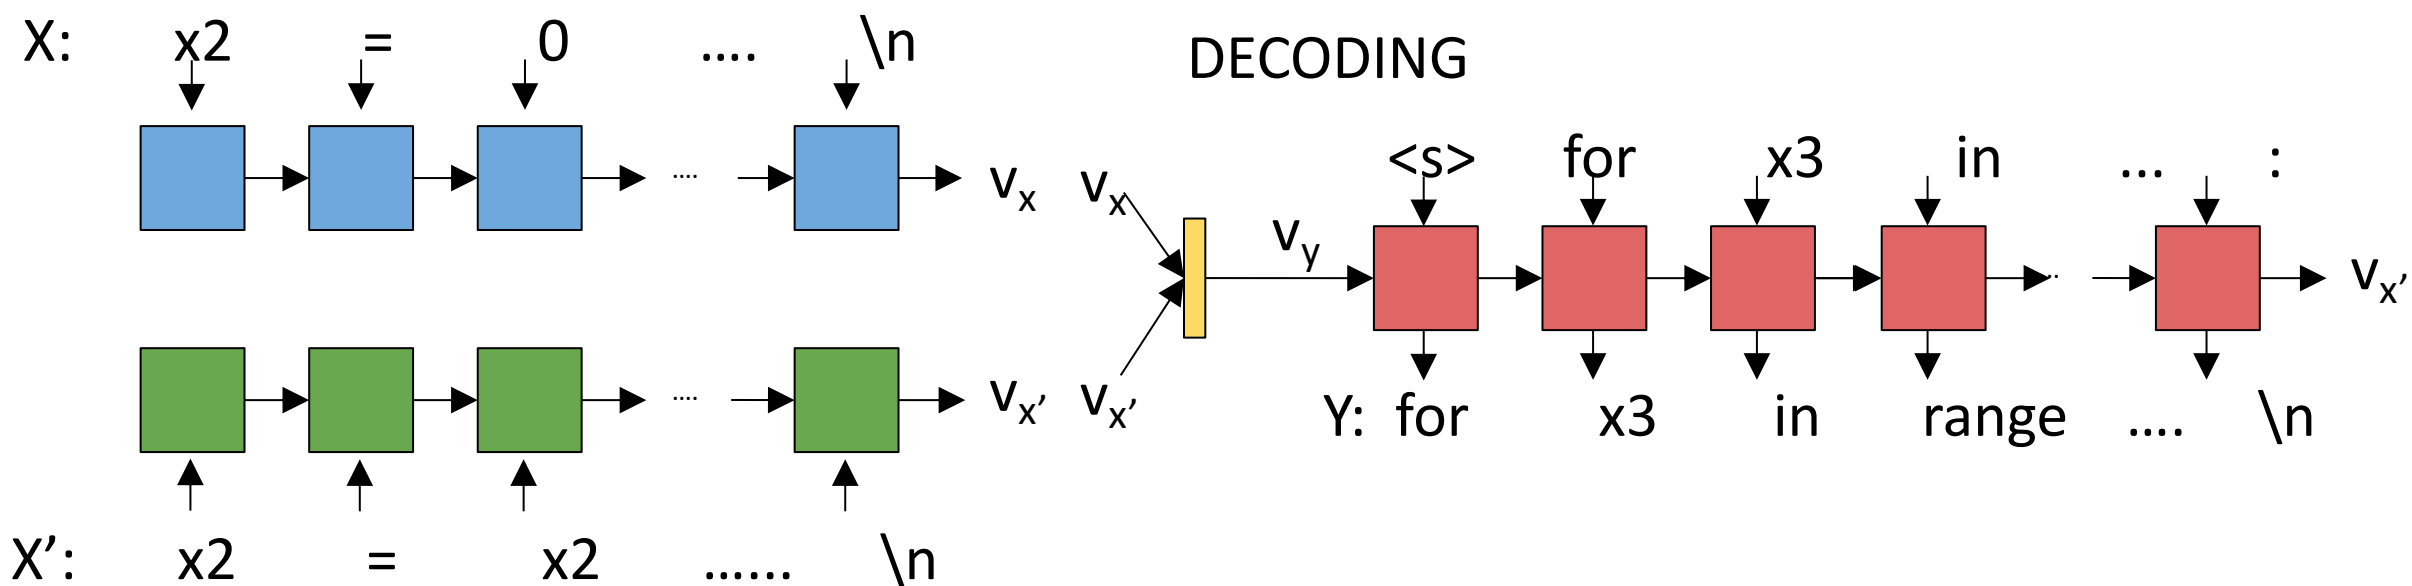 X: x2 = 0 .... \n
DECODING
.... vx
vx
<s> for x3 in ... :
vy
.. vx’
.... vx’
vx’
Y: for x3 in range .... \n
X’: x2 = x2 ...... \n